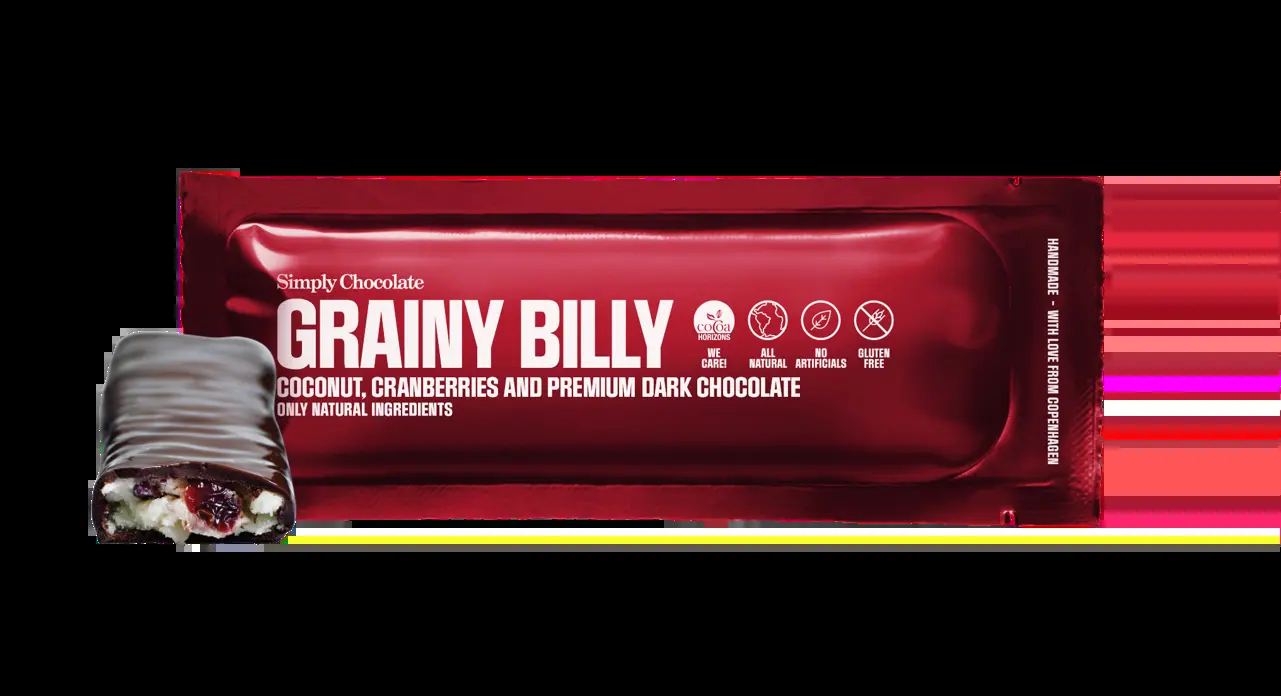 Simply Chocolate
GRAINY BILLY
COCONUT, CRANBERRIES AND PREMIUM DARK CHOCOLATE
ONLY NATURAL INGREDIENTS
cocoa
HORIZONS
WE
CARE!
ALL
NATURAL
NO
ARTIFICIALS
GLUTEN
FREE
HANDMADE - WITH LOVE FROM COPENHAGEN